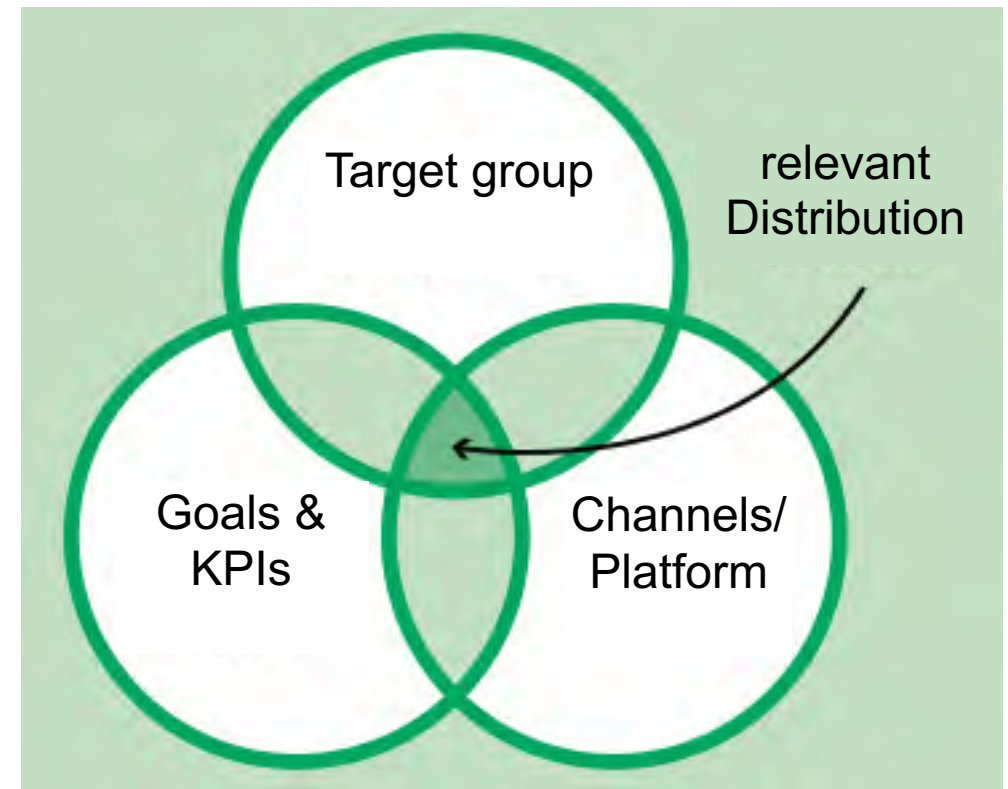 Target group
relevant
Distribution
Goals &
KPIs
Channels/
Platform